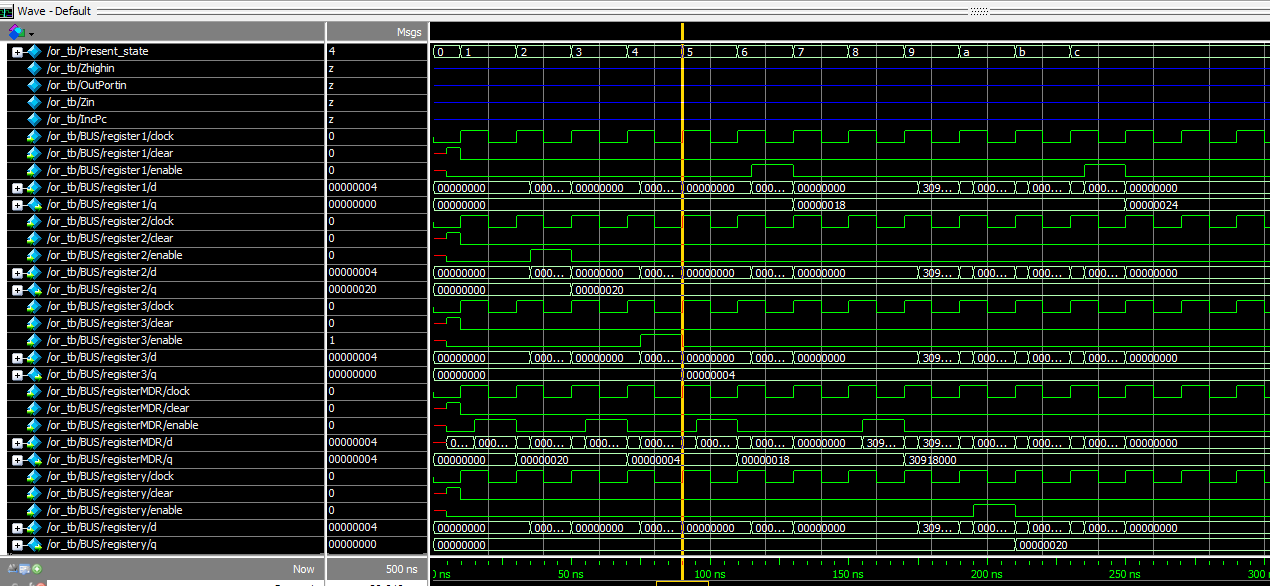 Wave - Default
Msgs
/or_tb/Present_state 4 0 1 2 3 4 5 6 7 8 9 a b c
/or_tb/Zhighin z
/or_tb/OutPortin z
/or_tb/Zin z
/or_tb/IncPc z
/or_tb/BUS/register1/clock 0
/or_tb/BUS/register1/clear 0
/or_tb/BUS/register1/enable 0
/or_tb/BUS/register1/d 00000004 00000000 000... 00000000 000... 00000000 000... 00000000 309... 000... 000... 000... 00000000
/or_tb/BUS/register1/q 00000000 00000000 00000018 00000024
/or_tb/BUS/register2/clock 0
/or_tb/BUS/register2/clear 0
/or_tb/BUS/register2/enable 0
/or_tb/BUS/register2/d 00000004 00000000 000... 00000000 000... 00000000 000... 00000000 309... 000... 000... 000... 00000000
/or_tb/BUS/register2/q 00000020 00000000 00000020
/or_tb/BUS/register3/clock 0
/or_tb/BUS/register3/clear 0
/or_tb/BUS/register3/enable 1
/or_tb/BUS/register3/d 00000004 00000000 000... 00000000 000... 00000000 000... 00000000 309... 000... 000... 000... 00000000
/or_tb/BUS/register3/q 00000000 00000000 00000004
/or_tb/BUS/registerMDR/clock 0
/or_tb/BUS/registerMDR/clear 0
/or_tb/BUS/registerMDR/enable 0
/or_tb/BUS/registerMDR/d 00000004 0... 000... 000... 000... 000... 000... 000... 00000000 309... 309... 000... 000... 000... 00000000
/or_tb/BUS/registerMDR/q 00000004 00000000 00000020 00000004 00000018 30918000
/or_tb/BUS/registery/clock 0
/or_tb/BUS/registery/clear 0
/or_tb/BUS/registery/enable 0
/or_tb/BUS/registery/d 00000004 00000000 000... 00000000 000... 00000000 000... 00000000 309... 000... 000... 000... 00000000
/or_tb/BUS/registery/q 00000000 00000000 00000020
Now 500 ns 0 ns 50 ns 100 ns 150 ns 200 ns 250 ns 300